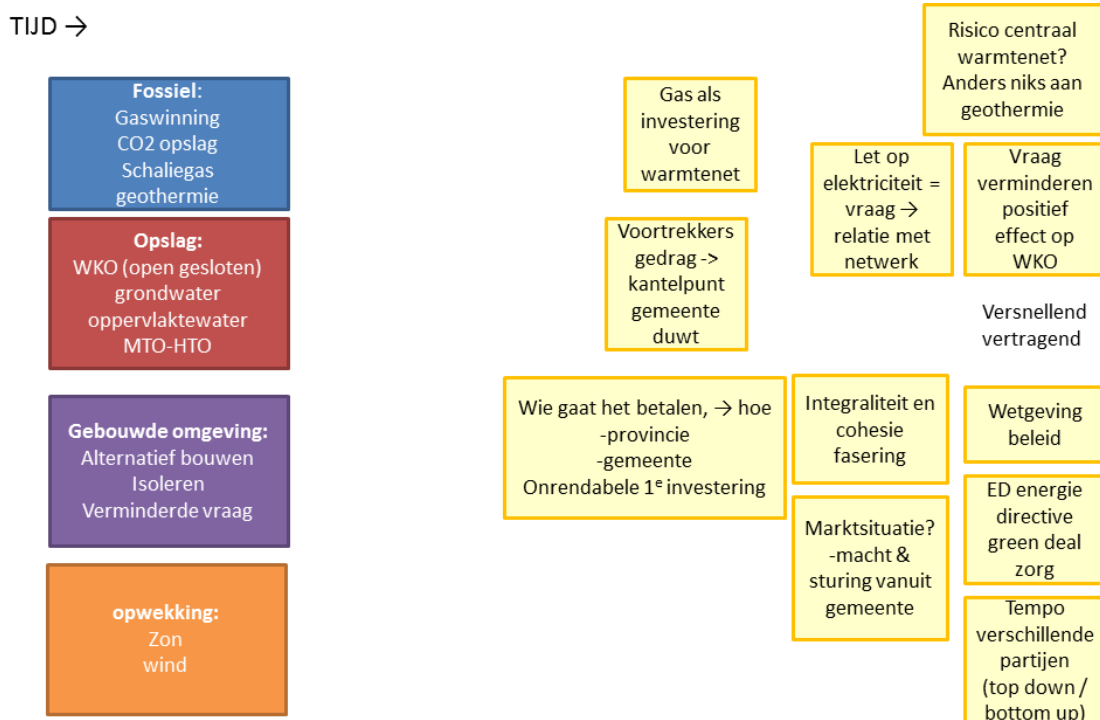 TIJD →
Fossiel:
Gaswinning
CO2 opslag
Schaliegas
geothermie
Opslag:
WKO (open gesloten)
grondwater
oppervlaktewater
MTO-HTO
Gebouwde omgeving:
Alternatief bouwen
Isoleren
Verminderde vraag
opwekking:
Zon
wind
Gas als
investering
voor
warmtenet
Voortrekkers
gedrag ->
kantelpunt
gemeente
duwt
Wie gaat het betalen, → hoe
-provincie
-gemeente
Onrendabele 1e investering
Risico centraal
warmtenet?
Anders niks aan
geothermie
Let op
elektriciteit =
vraag →
relatie met
netwerk
Vraag
verminderen
positief
effect op
WKO
Versnellend
vertragend
Integraliteit en
cohesie
fasering
Wetgeving
beleid
Marktsituatie?
-macht &
sturing vanuit
gemeente
ED energie
directive
green deal
zorg
Tempo
verschillende
partijen
(top down /
bottom up)